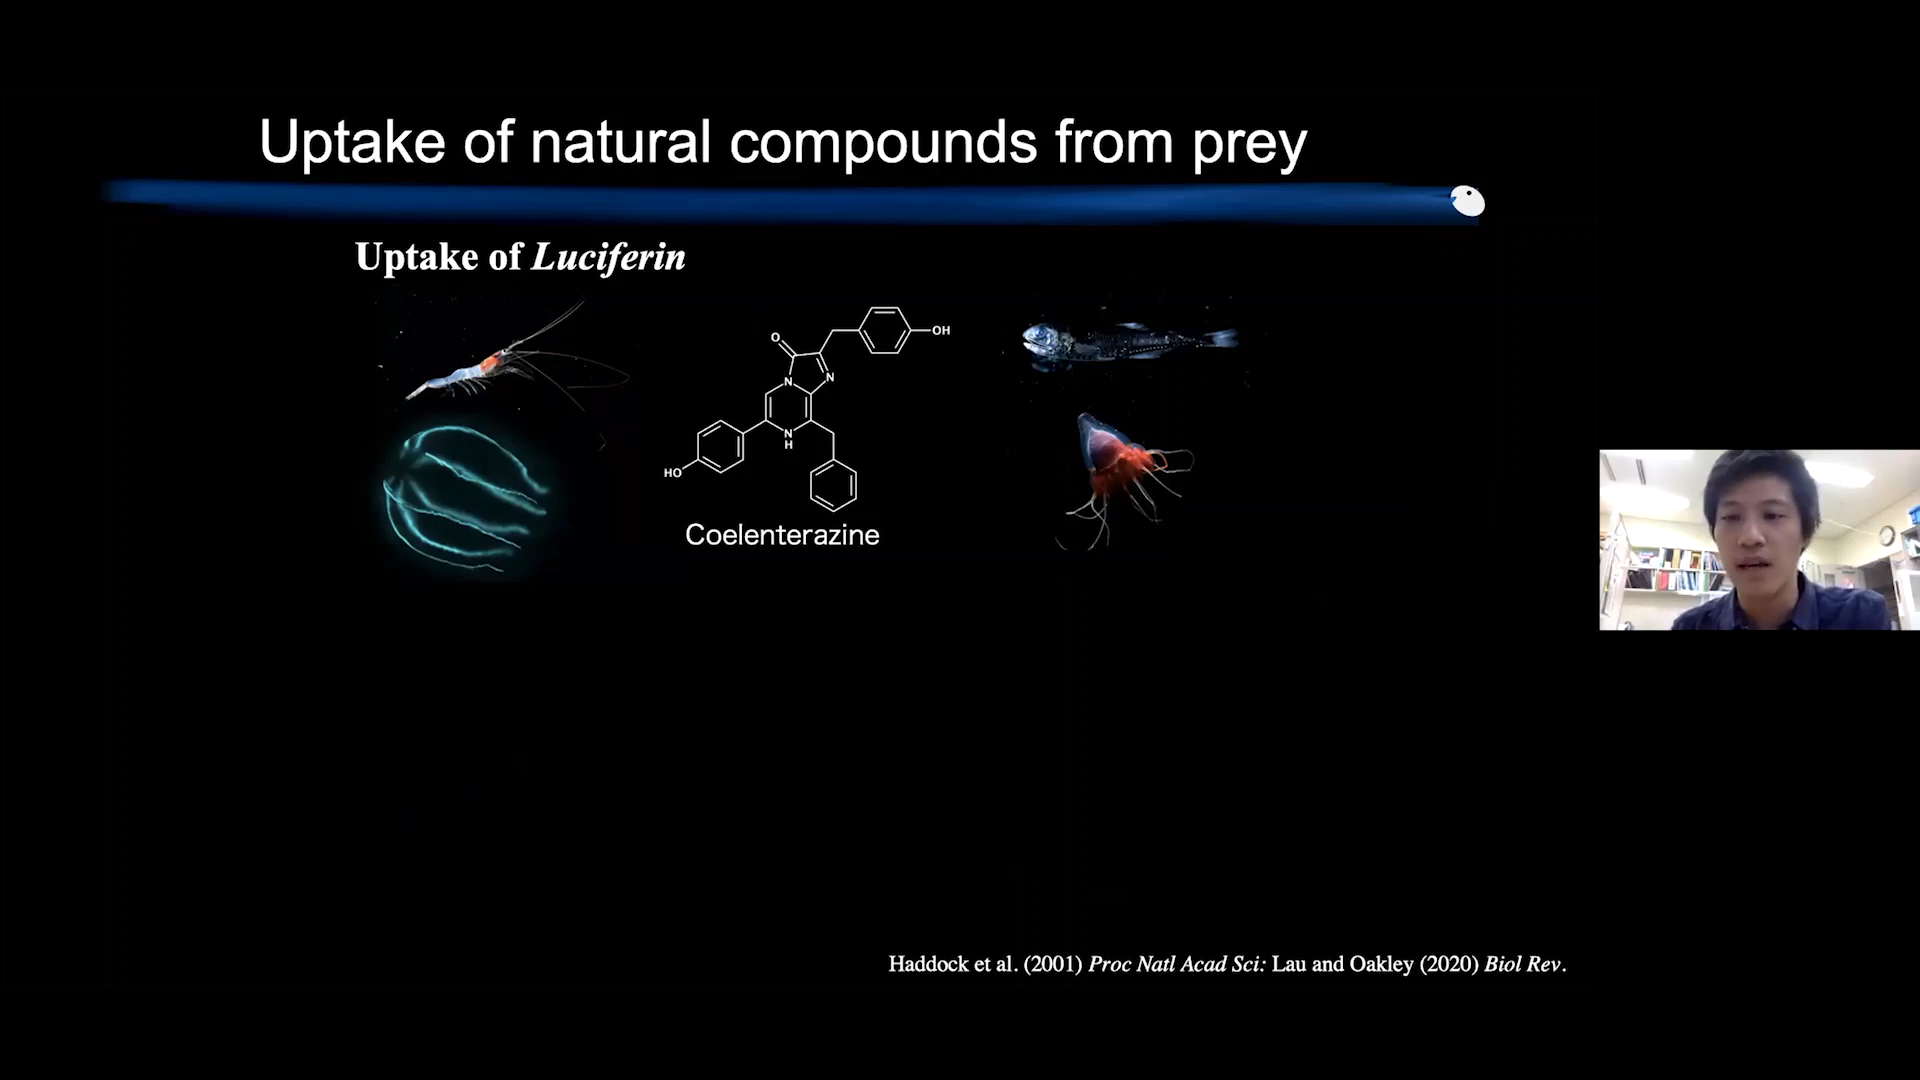 Uptake of natural compounds from prey
Uptake of Luciferin
O
OH
N
N
N
H
HO
Coelenterazine
Haddock et al. (2001) Proc Natl Acad Sci: Lau and Oakley (2020) Biol Rev.